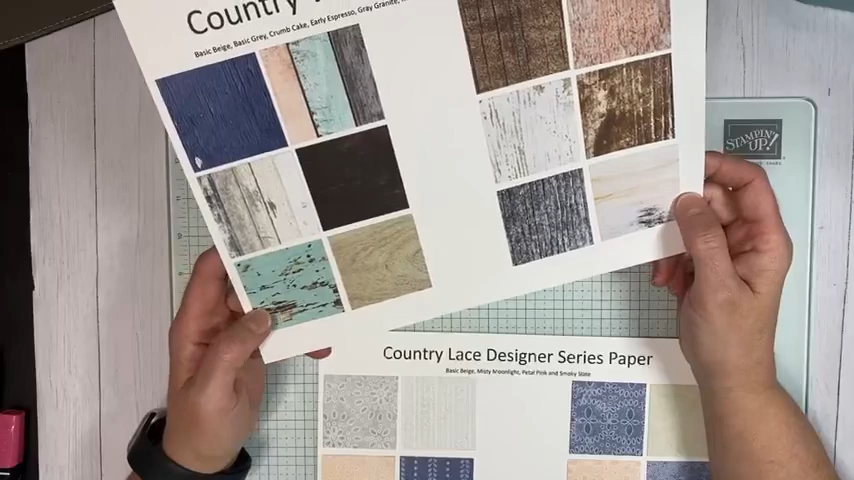 Country
Basic Beige, Basic Grey, Crumb Cake, Early Espresso, Gray Granite,
STAMPIN' UP!
Country Lace Designer Series Paper
Basic Beige, Misty Moonlight, Petal Pink and Smoky Slate